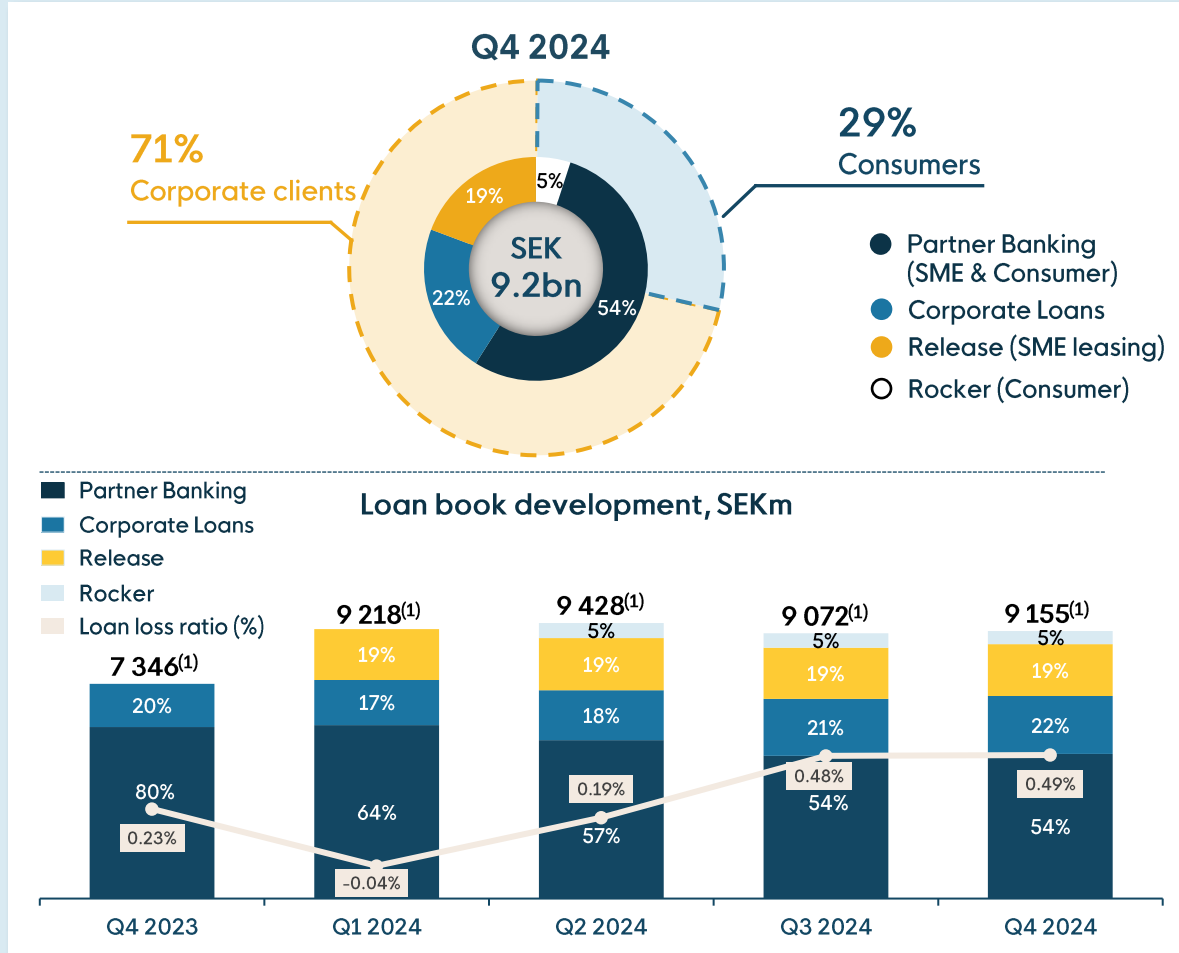 Q4 2024
71%
Corporate clients
29%
Consumers
5%
19%
SEK
9.2bn
22%
54%
Partner Banking
(SME & Consumer)
Corporate Loans
Release (SME leasing)
Rocker (Consumer)
Partner Banking
Corporate Loans
Release
Rocker
Loan loss ratio (%)
Loan book development, SEKm
7 346(1)
20%
80%
0.23%
9 218(1)
19%
17%
64%
-0.04%
9 428(1)
5%
19%
18%
0.19%
57%
9 072(1)
5%
19%
21%
0.48%
54%
9 155(1)
5%
19%
22%
0.49%
54%
Q4 2023
Q1 2024
Q2 2024
Q3 2024
Q4 2024